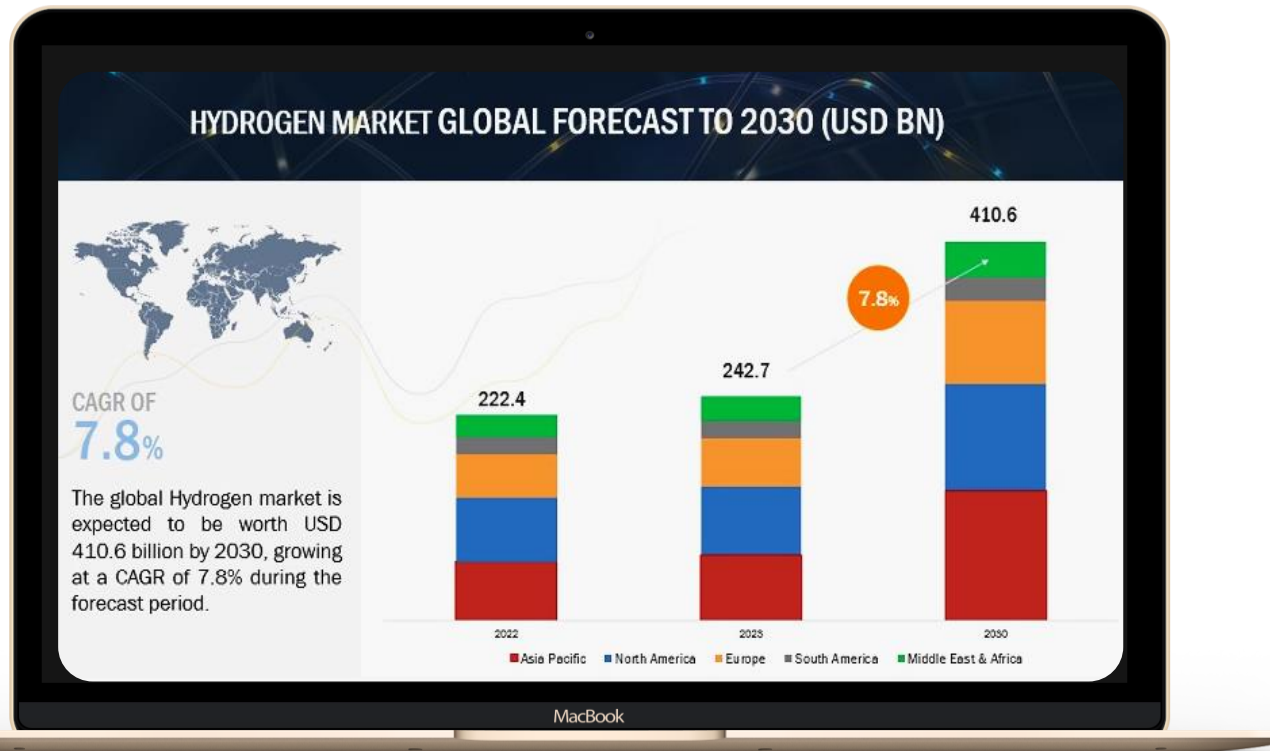 HYDROGEN MARKET GLOBAL FORECAST TO 2030 (USD BN)
CAGR OF
7.8%
The global Hydrogen market is
expected to be worth USD
410.6 billion by 2030, growing
at a CAGR of 7.8% during the
forecast period.
222.4
242.7
7.8%
410.6
2022
2023
2030
Asia Pacific North America Europe South America Middle East & Africa
MacBook